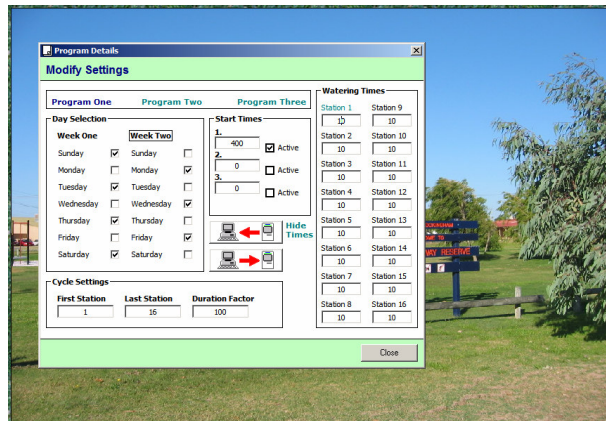 Program Details
Modify Settings
Program One Program Two Program Three
Day Selection
Week One Week Two
Sunday Sunday
Monday Monday
Tuesday Tuesday
Wednesday Wednesday
Thursday Thursday
Friday Friday
Saturday Saturday
Start Times
1.
400 Active
2.
0 Active
3.
0 Active
Hide
Times
Cycle Settings
First Station Last Station Duration Factor
1 16 100
Watering Times
Station 1 Station 9
10 10
Station 2 Station 10
10 10
Station 3 Station 11
10 10
Station 4 Station 12
10 10
Station 5 Station 13
10 10
Station 6 Station 14
10 10
Station 7 Station 15
10 10
Station 8 Station 16
10 10
Close
WAY RESERVE